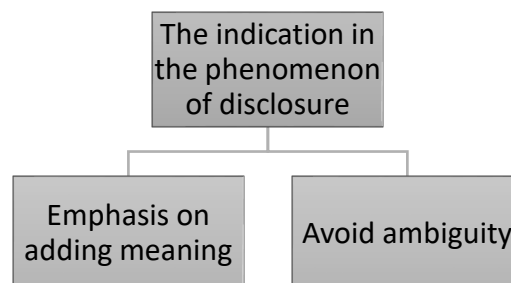 The indication in
the phenomenon
of disclosure
Emphasis on
adding meaning
Avoid ambiguity